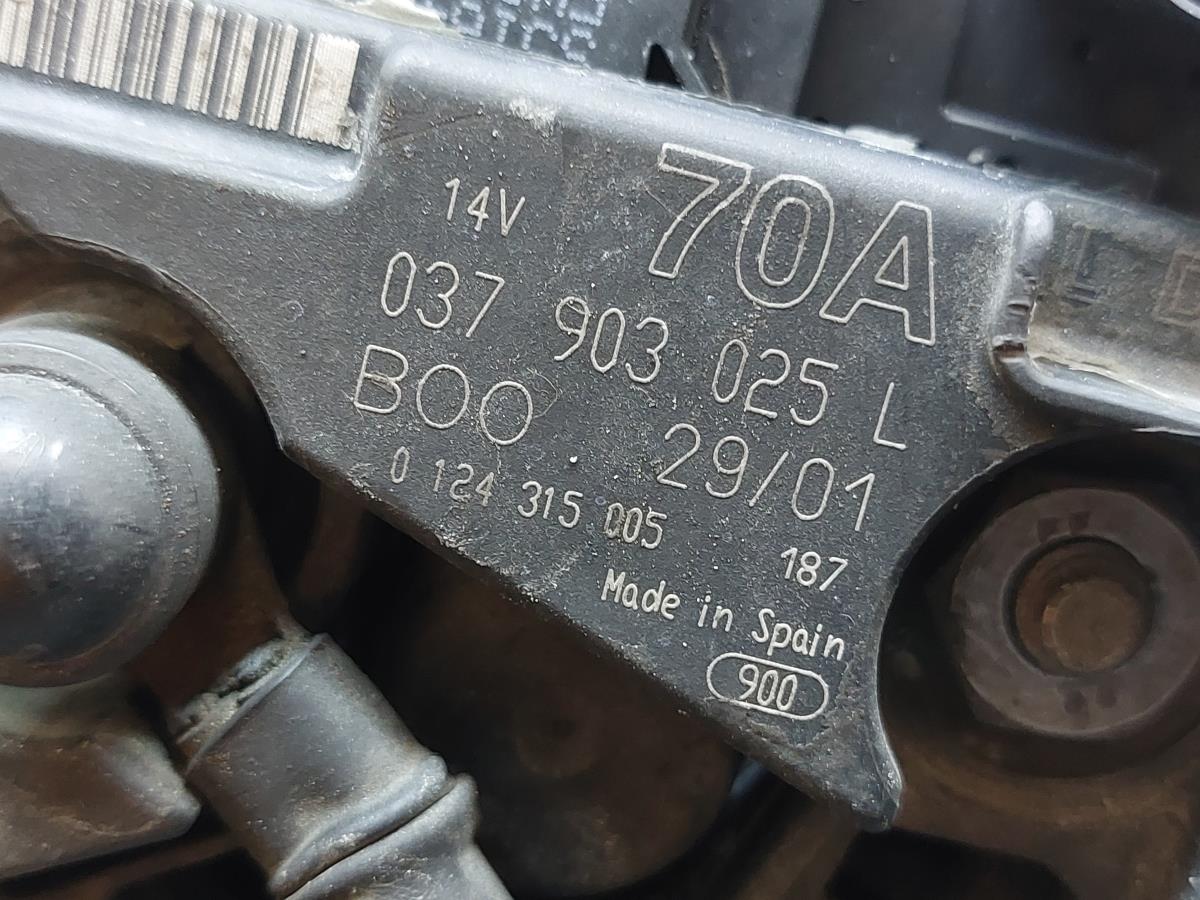 14V 70A
037 903 025 L
BOO 29/01
0 124 315 005 187
Made in Spain
900